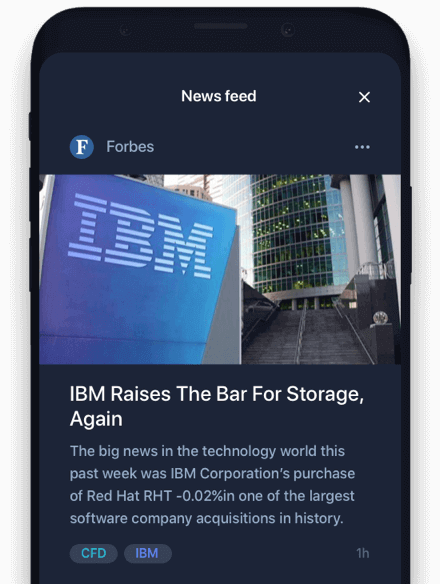 News feed
F Forbes
IBM
IBM Raises The Bar For Storage,
Again
The big news in the technology world this
past week was IBM Corporation's purchase
of Red Hat RHT -0.02%in one of the largest
software company acquisitions in history.
CFD IBM 1h